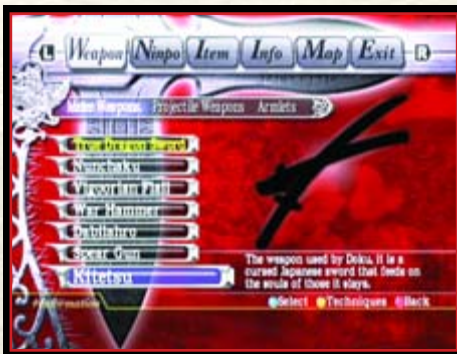 L Weapon Ninpo Item Info Map Exit R
Melee Weapons Projectile Weapons Armlets
True Dragon Sword
Nunchaku
Vigoorian Flail
War Hammer
Dabilahro
Spear Gun
Kitetsu
The weapon used by Doku, it is a
cursed Japanese sword that feeds on
the souls of those it slays.
Information
Select Techniques Back